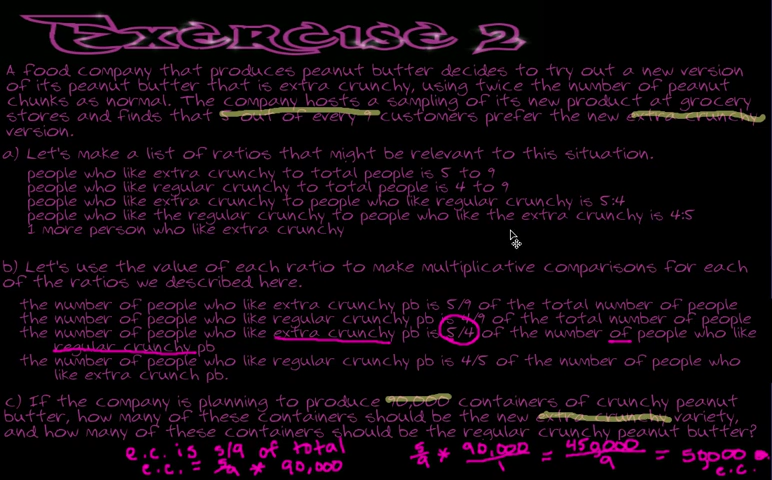 Exercise 2
A food company that produces peanut butter decides to try out a new version
of its peanut butter that is extra crunchy, using twice the number of peanut
chunks as normal. The company hosts a sampling of its new product at grocery
stores and finds that 5 out of every 9 customers prefer the new extra crunchy
version.
a) Let's make a list of ratios that might be relevant to this situation.
people who like extra crunchy to total people is 5 to 9
people who like regular crunchy to total people is 4 to 9
people who like extra crunchy to people who like regular crunchy is 5:4
people who like the regular crunchy to people who like the extra crunchy is 4:5
1 more person who like extra crunchy
b) Let's use the value of each ratio to make multiplicative comparisons for each
of the ratios we described here.
the number of people who like extra crunchy pb is 5/9 of the total number of people
the number of people who like regular crunchy pb is 4/9 of the total number of people
the number of people who like extra crunchy pb is 5/4 of the number of people who like
regular crunchy pb
the number of people who like regular crunchy pb is 4/5 of the number of people who
like extra crunch pb.
c) If the company is planning to produce 90,000 containers of crunchy peanut
butter, how many of these containers should be the new extra crunchy variety,
and how many of these containers should be the regular crunchy peanut butter?
e.c. is 5/9 of total
e.c. = 5/9 * 90,000
5/9 * 90,000/1 = 450,000/9 = 50,000
e.c.